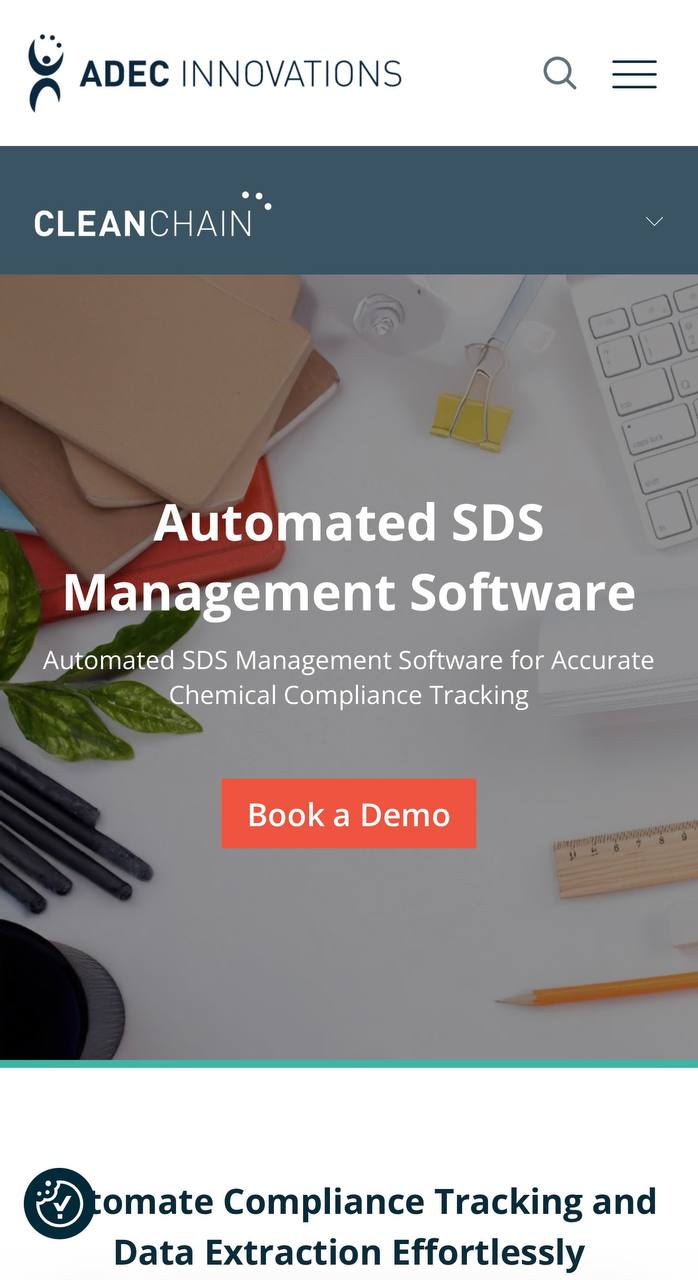 ADEC INNOVATIONS
CLEANCHAIN
Automated SDS
Management Software
Automated SDS Management Software for Accurate
Chemical Compliance Tracking
Book a Demo
tomate Compliance Tracking and
Data Extraction Effortlessly